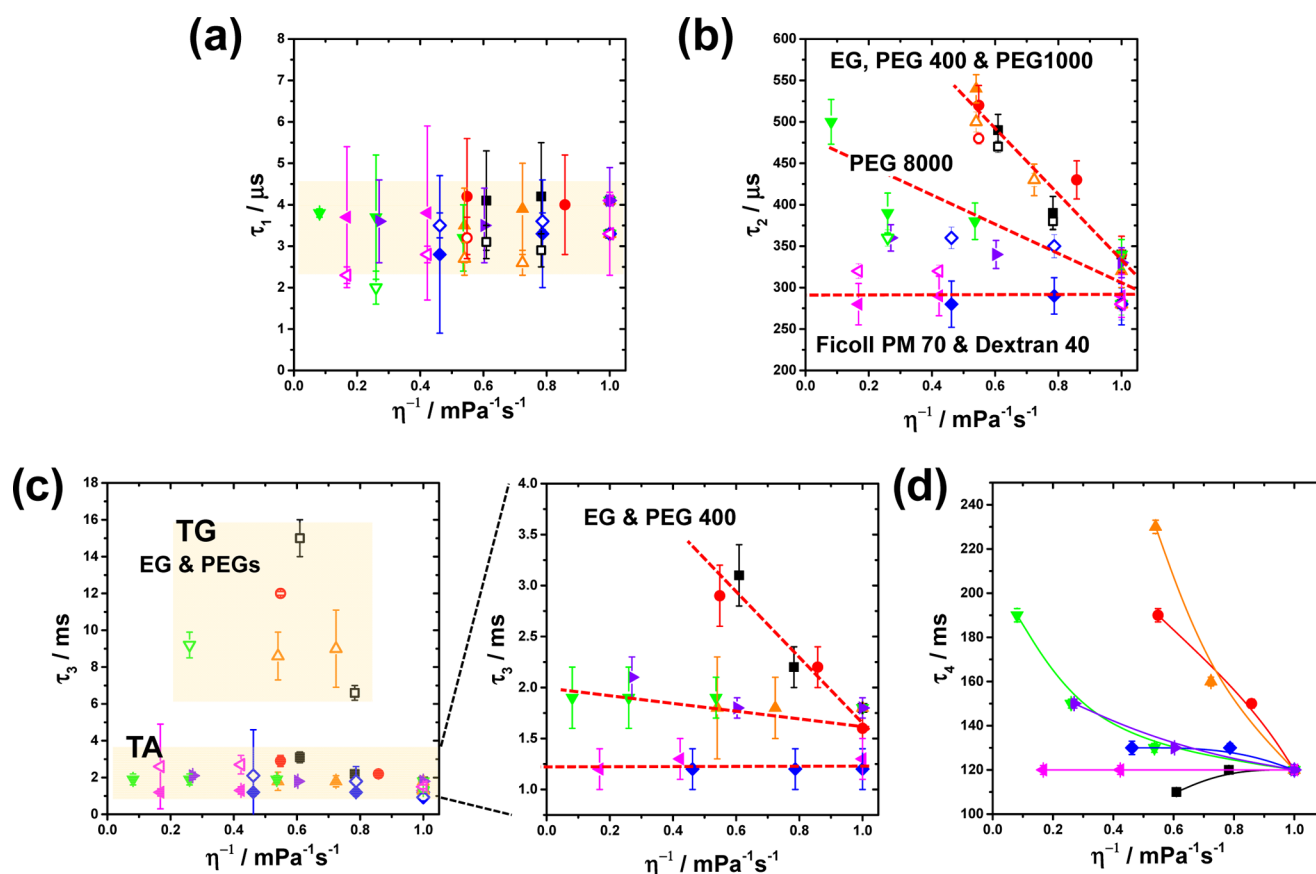 (a)
τ1 / μs
8
7
6
5
4
3
2
1
0
0.0 0.2 0.4 0.6 0.8 1.0
η⁻¹ / mPa⁻¹s⁻¹
(b)
τ2 / μs
600
550
500
450
400
350
300
250
200
EG, PEG 400 & PEG1000
PEG 8000
Ficoll PM 70 & Dextran 40
0.0 0.2 0.4 0.6 0.8 1.0
η⁻¹ / mPa⁻¹s⁻¹
(c)
τ3 / ms
18
16
14
12
10
8
6
4
2
0
TG
EG & PEGs
TA
0.0 0.2 0.4 0.6 0.8 1.0
η⁻¹ / mPa⁻¹s⁻¹
τ3 / ms
4.0
3.5
3.0
2.5
2.0
1.5
1.0
EG & PEG 400
0.0 0.2 0.4 0.6 0.8 1.0
η⁻¹ / mPa⁻¹s⁻¹
(d)
τ4 / ms
240
220
200
180
160
140
120
100
0.0 0.2 0.4 0.6 0.8 1.0
η⁻¹ / mPa⁻¹s⁻¹